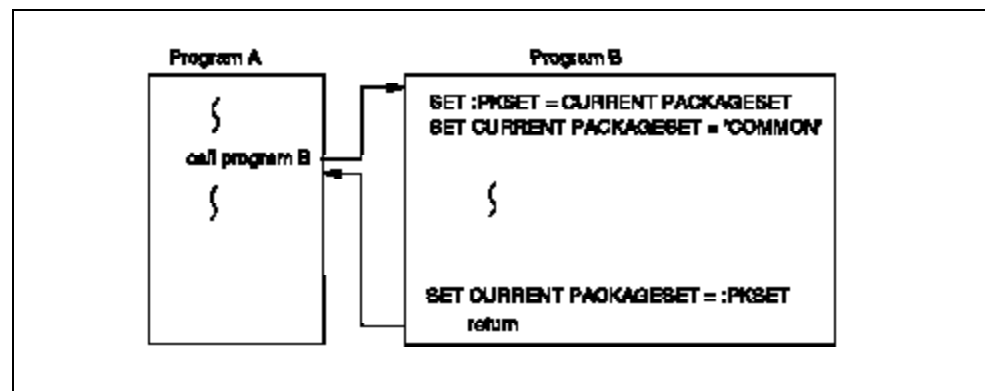 Program A
Program B
call program B
SET :PKSET = CURRENT PACKAGESET
SET CURRENT PACKAGESET = 'COMMON'
SET CURRENT PACKAGESET = :PKSET
return